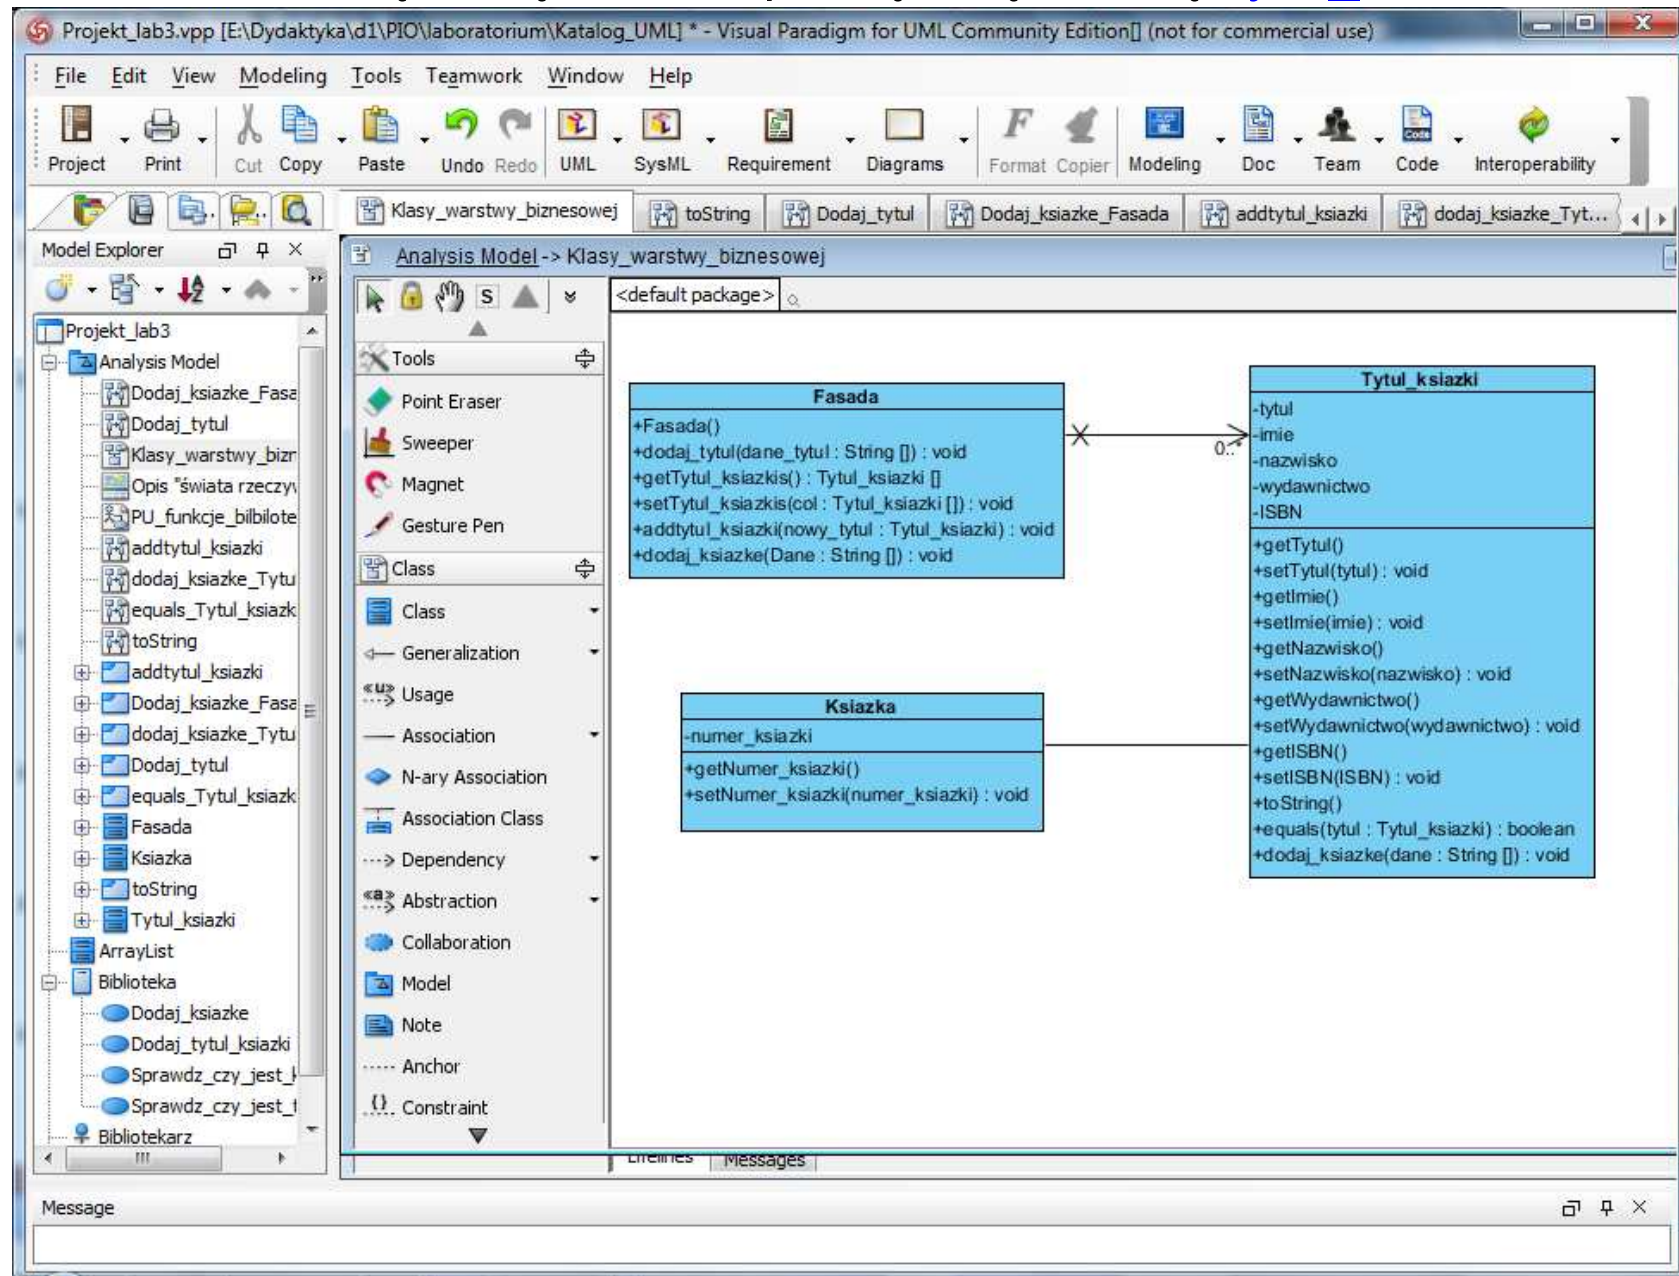 Projekt_lab3.vpp [E:\Dydaktyka\d1\PIO\laboratorium\Katalog_UML] * - Visual Paradigm for UML Community Edition[] (not for commercial use)
File Edit View Modeling Tools Teamwork Window Help
Project Print Cut Copy Paste Undo Redo UML SysML Requirement Diagrams Format Copier Modeling Doc Team Code Interoperability
Klasy_warstwy_biznesowej toString Dodaj_tytul Dodaj_ksiazke_Fasada addtytul_ksiazki dodaj_ksiazke_Tyt...
Model Explorer
Projekt_lab3
Analysis Model
Dodaj_ksiazke_Fasa
Dodaj_tytul
Klasy_warstwy_bizn
Opis "świata rzeczyw
PU_funkcje_bilbilote
addtytul_ksiazki
dodaj_ksiazke_Tytu
equals_Tytul_ksiazk
toString
addtytul_ksiazki
Dodaj_ksiazke_Fasa
dodaj_ksiazke_Tytu
Dodaj_tytul
equals_Tytul_ksiazk
Fasada
Ksiazka
toString
Tytul_ksiazki
ArrayList
Biblioteka
Dodaj_ksiazke
Dodaj_tytul_ksiazki
Sprawdz_czy_jest_k
Sprawdz_czy_jest_t
Bibliotekarz
Analysis Model -> Klasy_warstwy_biznesowej
S
<default package>
Tools
Point Eraser
Sweeper
Magnet
Gesture Pen
Class
Class
Generalization
Usage
Association
N-ary Association
Association Class
Dependency
Abstraction
Collaboration
Model
Note
Anchor
Constraint
Fasada
+Fasada()
+dodaj_tytul(dane_tytul : String []) : void
+getTytul_ksiazkis() : Tytul_ksiazki []
+setTytul_ksiazkis(col : Tytul_ksiazki []) : void
+addtytul_ksiazki(nowy_tytul : Tytul_ksiazki) : void
+dodaj_ksiazke(Dane : String []) : void
0..*
Tytul_ksiazki
-tytul
-imie
-nazwisko
-wydawnictwo
-ISBN
+getTytul()
+setTytul(tytul) : void
+getImie()
+setImie(imie) : void
+getNazwisko()
+setNazwisko(nazwisko) : void
+getWydawnictwo()
+setWydawnictwo(wydawnictwo) : void
+getISBN()
+setISBN(ISBN) : void
+toString()
+equals(tytul : Tytul_ksiazki) : boolean
+dodaj_ksiazke(dane : String []) : void
Ksiazka
-numer_ksiazki
+getNumer_ksiazki()
+setNumer_ksiazki(numer_ksiazki) : void
Lifelines Messages
Message